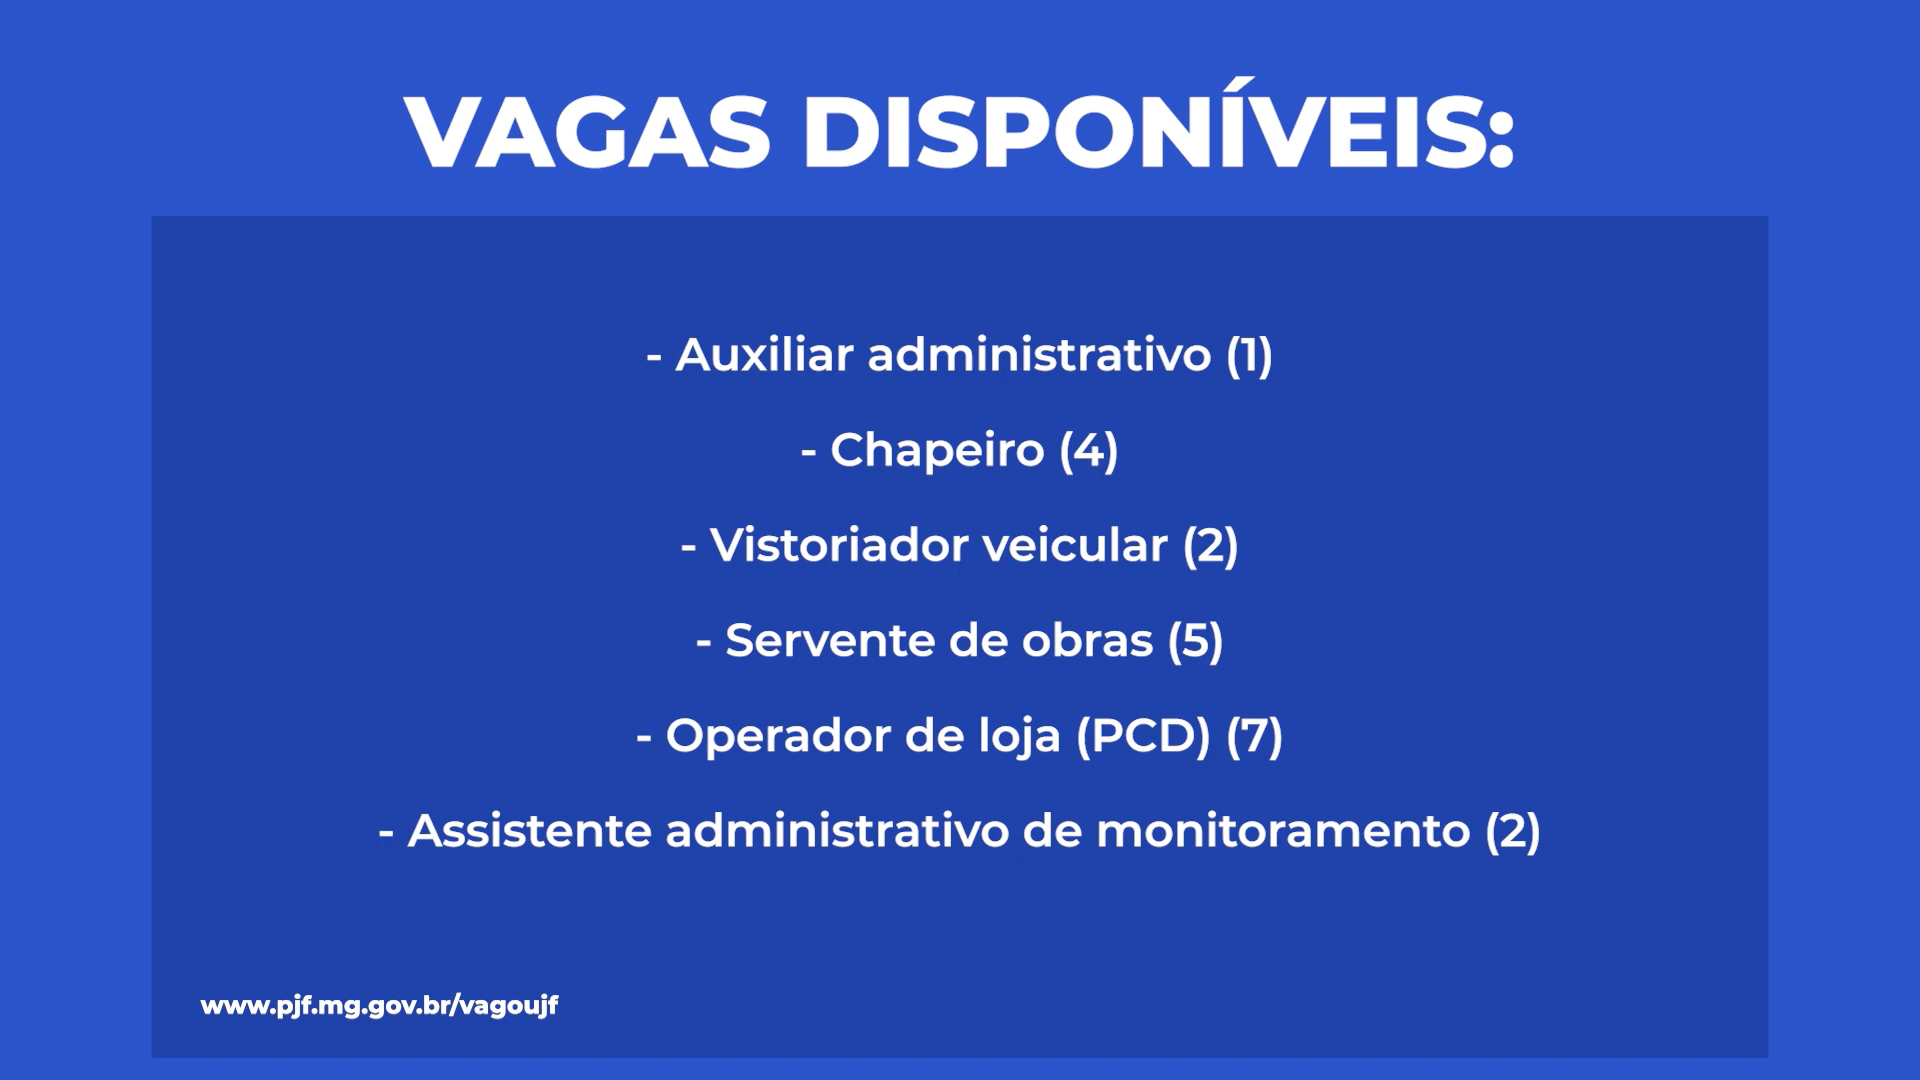 VAGAS DISPONÍVEIS:
- Auxiliar administrativo (1)
- Chapeiro (4)
- Vistoriador veicular (2)
- Servente de obras (5)
- Operador de loja (PCD) (7)
- Assistente administrativo de monitoramento (2)
www.pjf.mg.gov.br/vagoujf